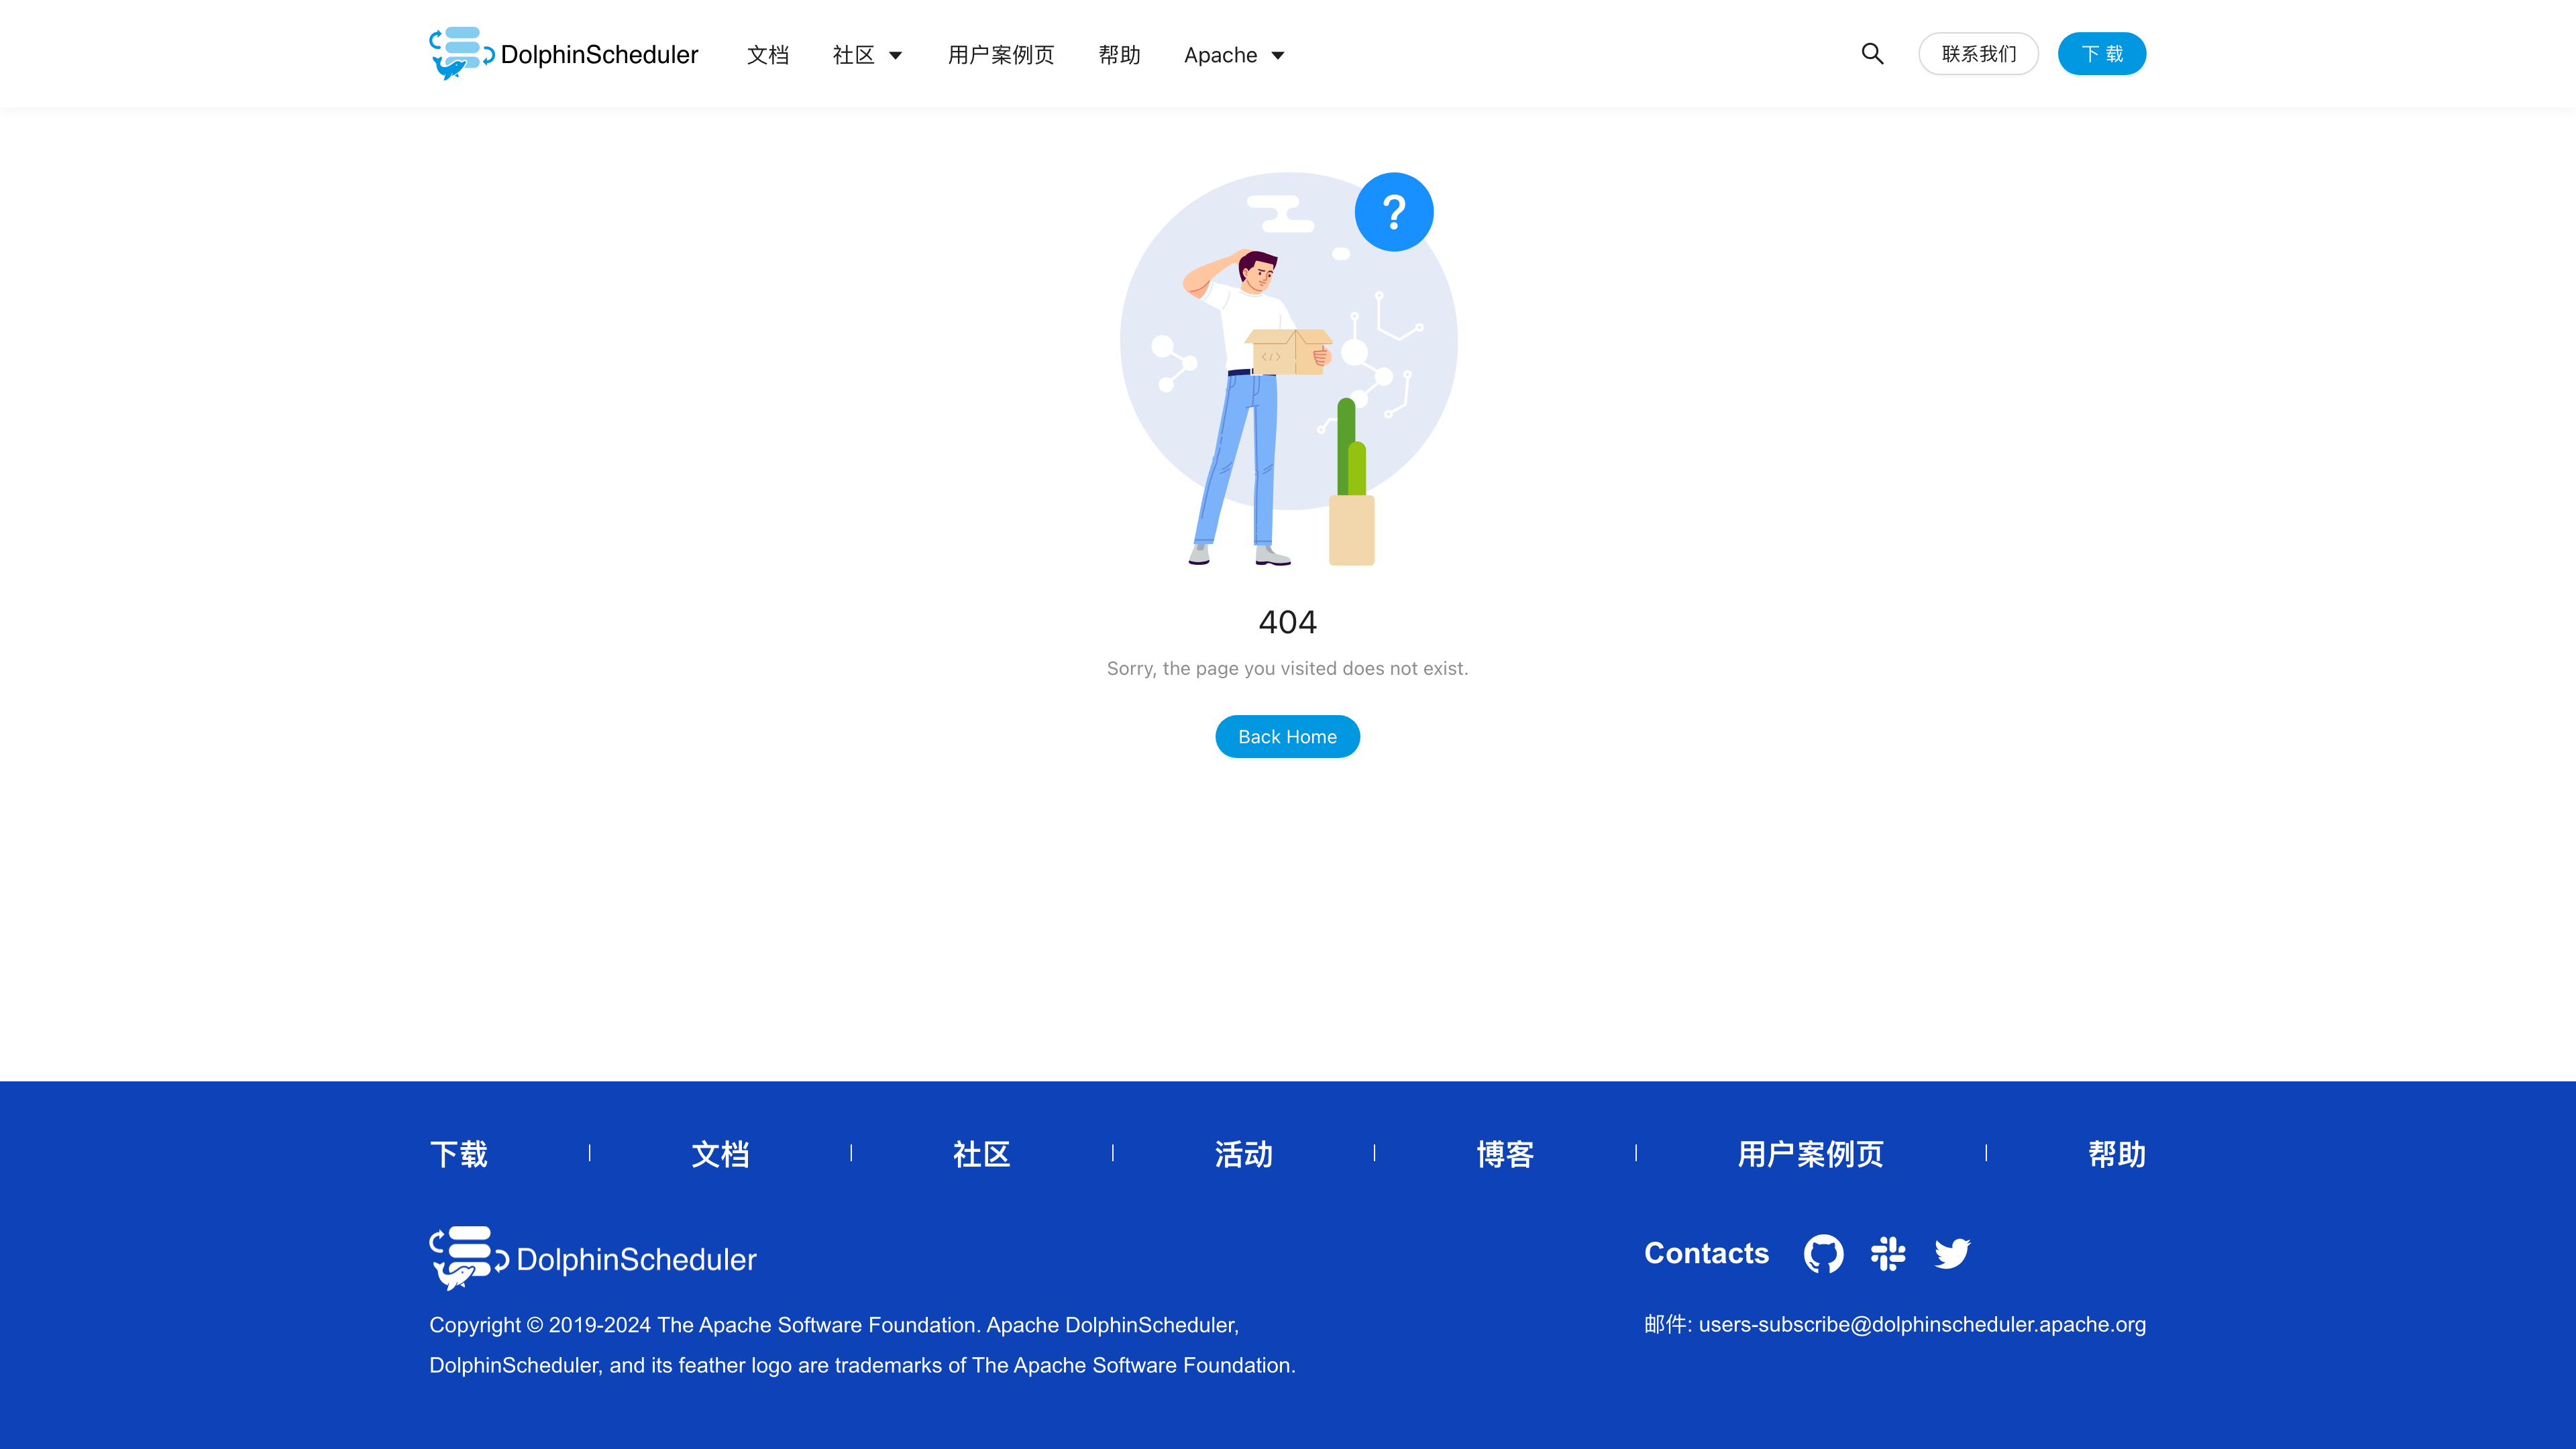 DolphinScheduler
文档
社区
用户案例页
帮助
Apache
联系我们
下载
?
</>
404
Sorry, the page you visited does not exist.
Back Home
下载
文档
社区
活动
博客
用户案例页
帮助
DolphinScheduler
Copyright © 2019-2024 The Apache Software Foundation. Apache DolphinScheduler,
DolphinScheduler, and its feather logo are trademarks of The Apache Software Foundation.
Contacts
邮件: users-subscribe@dolphinscheduler.apache.org